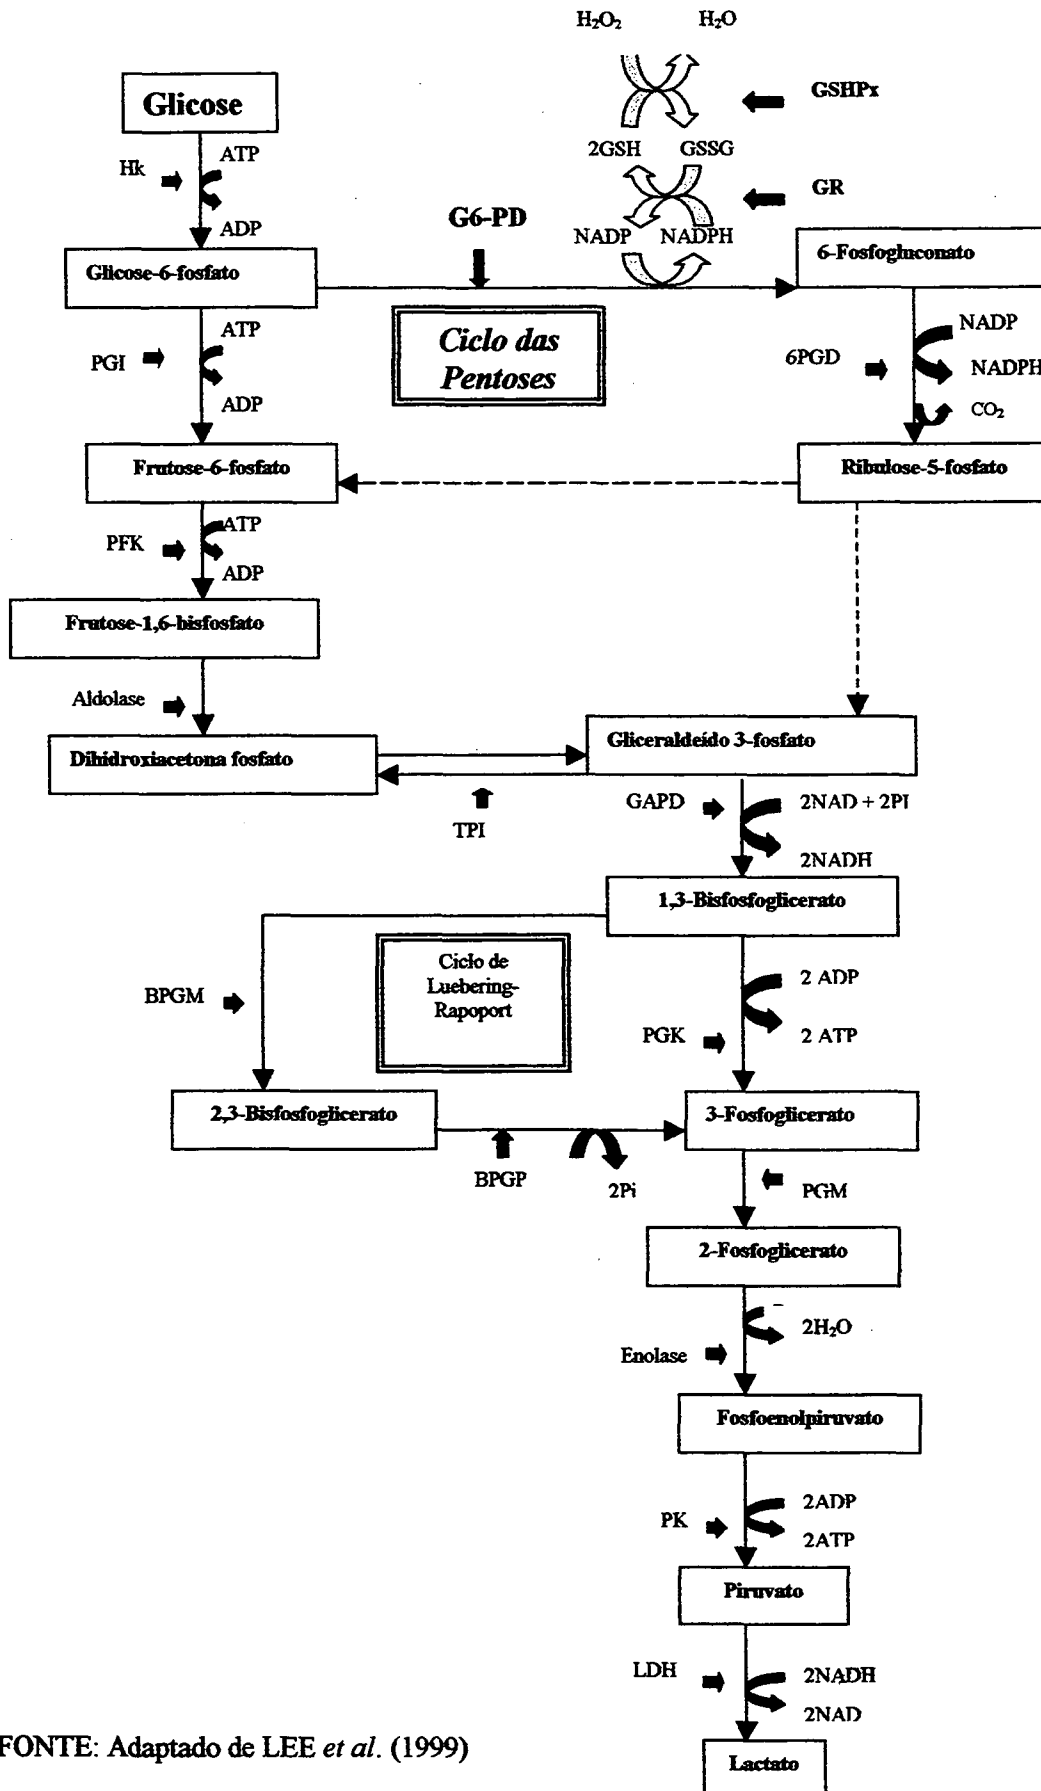 H₂O₂ H₂O
Glicose
GSHPx
2GSH GSSG
ATP
Hk
GR
G6-PD
ADP
NADP NADPH
6-Fosfogluconato
Glicose-6-fosfato
ATP
Ciclo das
Pentoses
NADP
PGI
6PGD
NADPH
ADP
CO₂
Frutose-6-fosfato
Ribulose-5-fosfato
ATP
PFK
ADP
Frutose-1,6-bisfosfato
Aldolase
Gliceraldeído 3-fosfato
Dihidroxiacetona fosfato
GAPD
2NAD + 2PI
TPI
2NADH
1,3-Bisfosfoglicerato
Ciclo de
Luebering-
Rapoport
2 ADP
BPGM
PGK
2 ATP
2,3-Bisfosfoglicerato
3-Fosfoglicerato
BPGP
2Pi
PGM
2-Fosfoglicerato
2H₂O
Enolase
Fosfoenolpiruvato
2ADP
PK
2ATP
Piruvato
LDH
2NADH
2NAD
FONTE: Adaptado de LEE et al. (1999)
Lactato